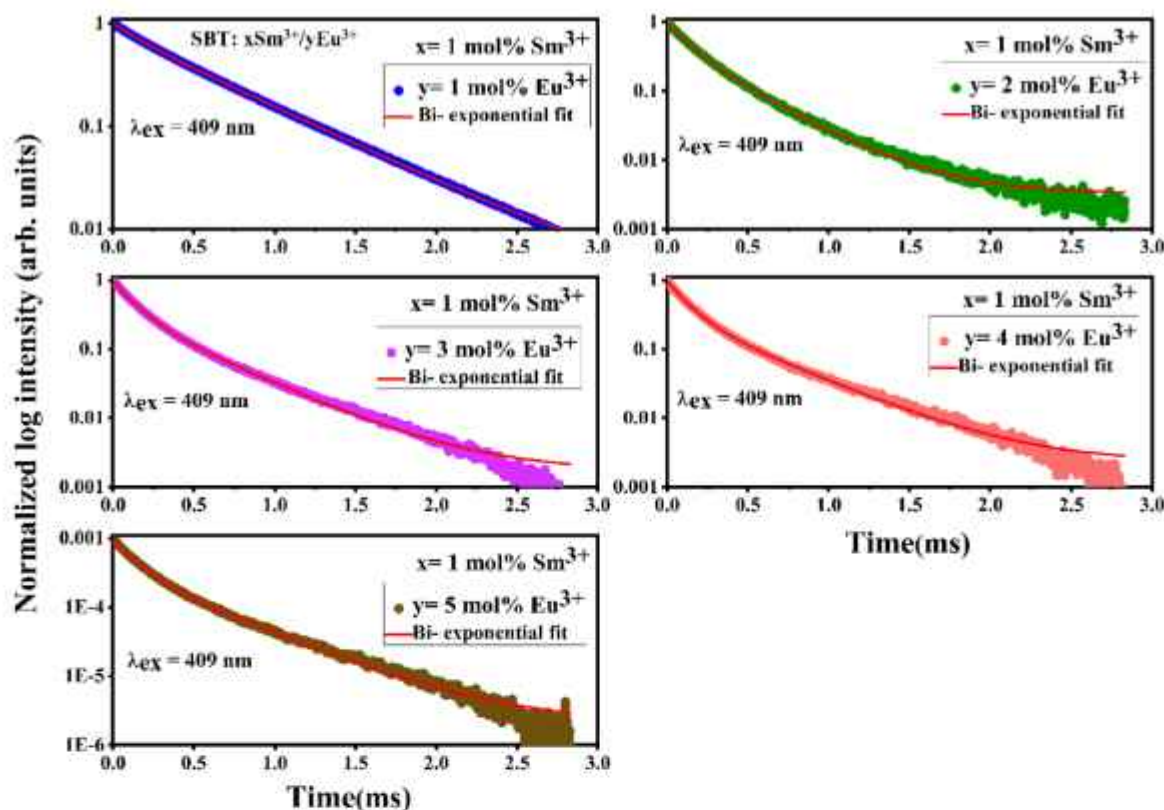 Normalized log intensity (arb. units)
1
0.1
0.01
SBT: xSm³⁺/yEu³⁺
x= 1 mol% Sm³⁺
y= 1 mol% Eu³⁺
Bi- exponential fit
λex = 409 nm
0.0 0.5 1.0 1.5 2.0 2.5 3.0
1
0.1
0.01
0.001
x= 1 mol% Sm³⁺
y= 2 mol% Eu³⁺
Bi- exponential fit
λex = 409 nm
0.0 0.5 1.0 1.5 2.0 2.5 3.0
1
0.1
0.01
0.001
x= 1 mol% Sm³⁺
y= 3 mol% Eu³⁺
Bi- exponential fit
λex = 409 nm
0.0 0.5 1.0 1.5 2.0 2.5 3.0
1
0.1
0.01
0.001
x= 1 mol% Sm³⁺
y= 4 mol% Eu³⁺
Bi- exponential fit
λex = 409 nm
0.0 0.5 1.0 1.5 2.0 2.5 3.0
Time(ms)
0.001
1E-4
1E-5
1E-6
x= 1 mol% Sm³⁺
y= 5 mol% Eu³⁺
Bi- exponential fit
λex = 409 nm
0.0 0.5 1.0 1.5 2.0 2.5 3.0
Time(ms)